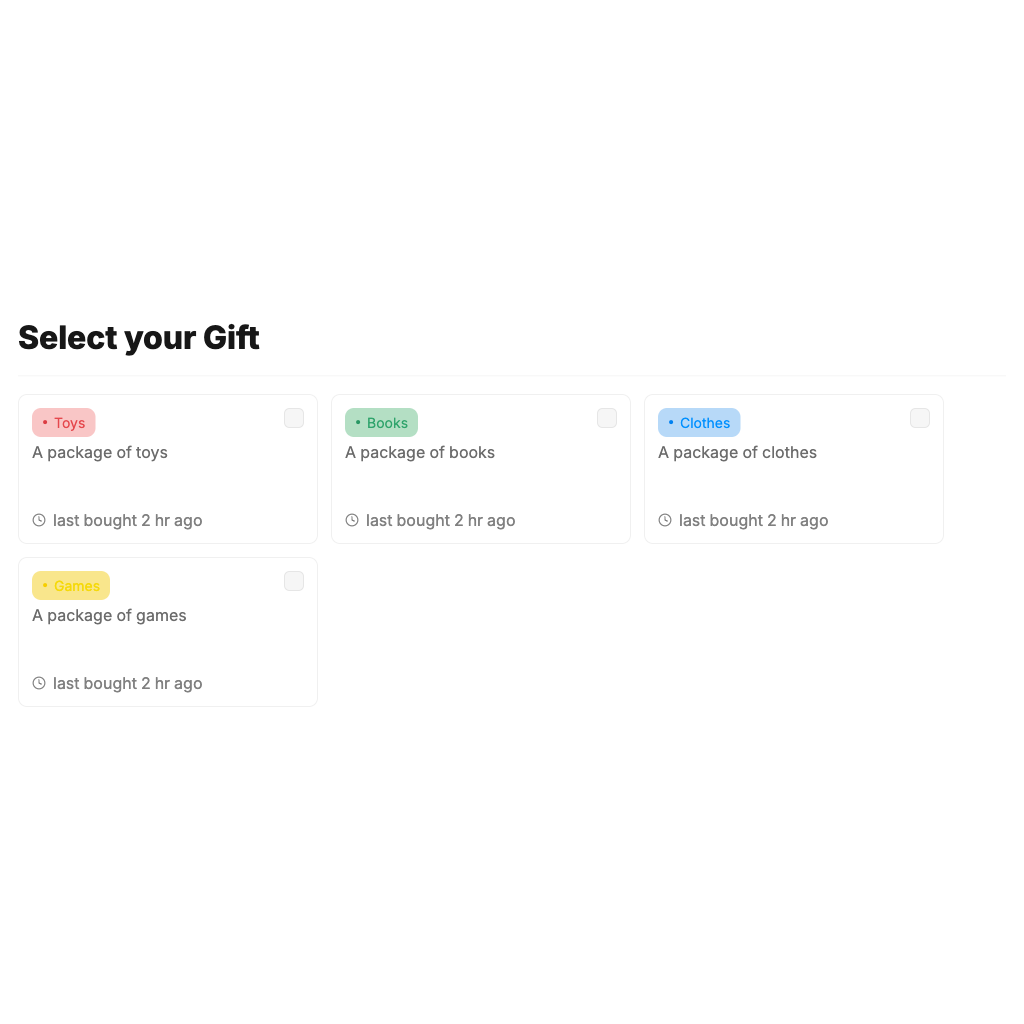 Select your Gift
• Toys
A package of toys
last bought 2 hr ago
• Books
A package of books
last bought 2 hr ago
• Clothes
A package of clothes
last bought 2 hr ago
• Games
A package of games
last bought 2 hr ago